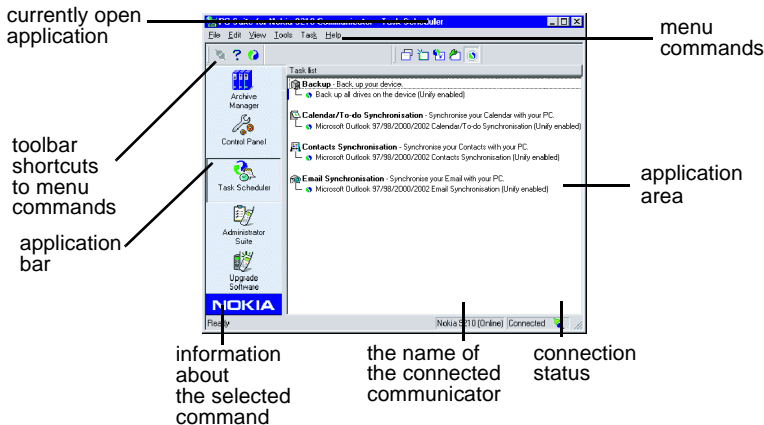 currently open
application
PC Suite for Nokia 9210 Communicator - Task Scheduler
File Edit View Tools Task Help
menu
commands
Task list
Archive
Manager
Control Panel
Task Scheduler
Administrator
Suite
Upgrade
Software
NOKIA
Backup - Back, up your device.
Back up all drives on the device (Unify enabled)
Calendar/To-do Synchronisation - Synchronise your Calendar with your PC.
Microsoft Outlook 97/98/2000/2002 Calendar/To-do Synchronisation (Unify enabled)
Contacts Synchronisation - Synchronise your Contacts with your PC.
Microsoft Outlook 97/98/2000/2002 Contacts Synchronisation (Unify enabled)
Email Synchronisation - Synchronise your Email with your PC.
Microsoft Outlook 97/98/2000/2002 Email Synchronisation (Unify enabled)
toolbar
shortcuts
to menu
commands
application
bar
application
area
Ready
Nokia 9210 (Online) Connected
information
about
the selected
command
the name of
the connected
communicator
connection
status